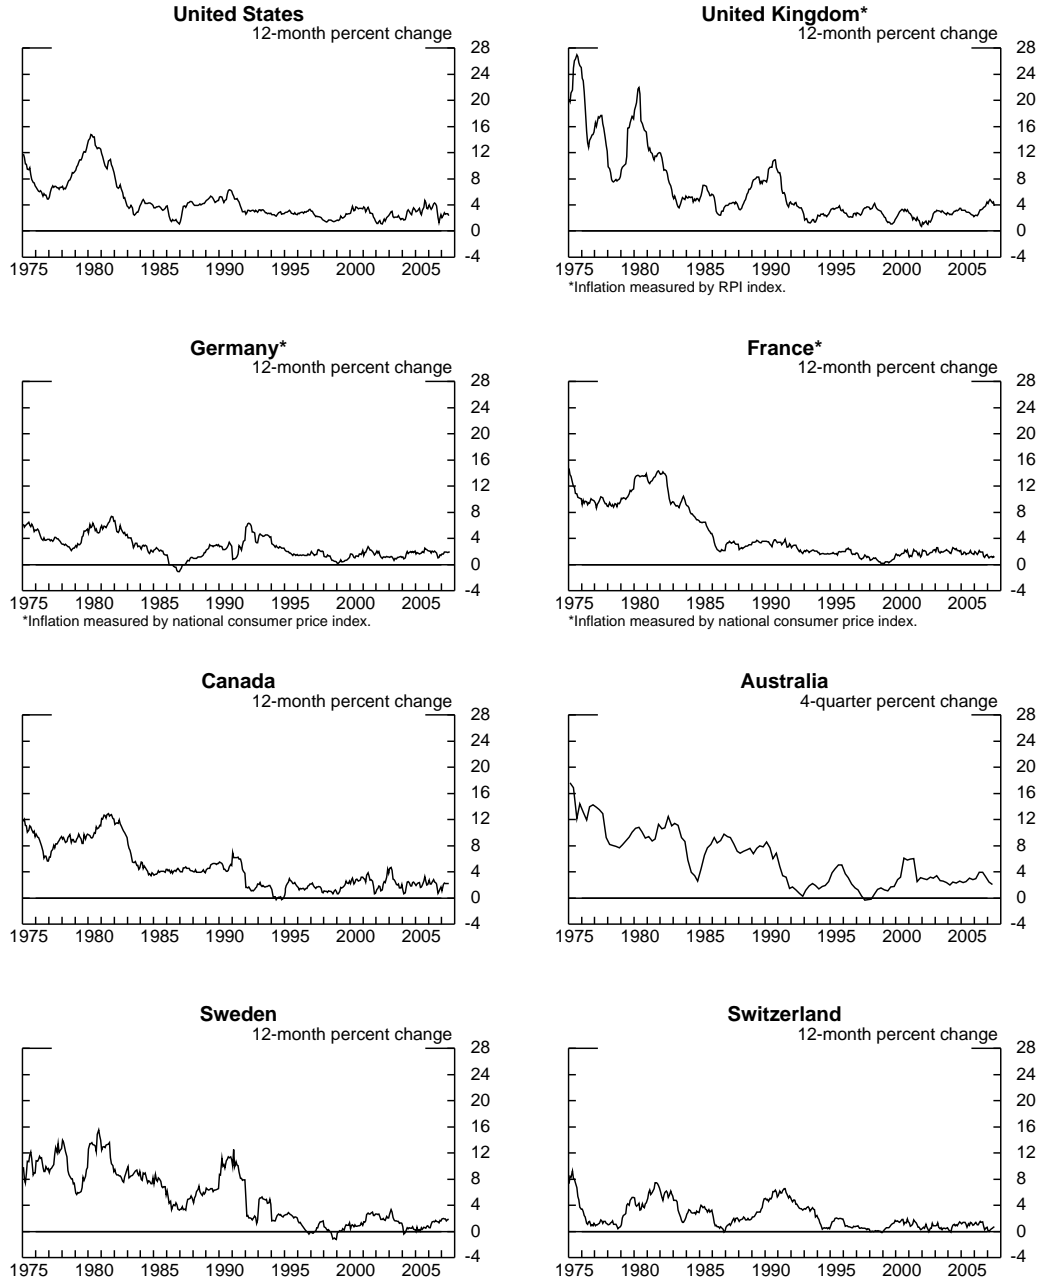 United States
12-month percent change
28
24
20
16
12
8
4
0
-4
1975 1980 1985 1990 1995 2000 2005
United Kingdom*
12-month percent change
28
24
20
16
12
8
4
0
-4
1975 1980 1985 1990 1995 2000 2005
*Inflation measured by RPI index.
Germany*
12-month percent change
28
24
20
16
12
8
4
0
-4
1975 1980 1985 1990 1995 2000 2005
*Inflation measured by national consumer price index.
France*
12-month percent change
28
24
20
16
12
8
4
0
-4
1975 1980 1985 1990 1995 2000 2005
*Inflation measured by national consumer price index.
Canada
12-month percent change
28
24
20
16
12
8
4
0
-4
1975 1980 1985 1990 1995 2000 2005
Australia
4-quarter percent change
28
24
20
16
12
8
4
0
-4
1975 1980 1985 1990 1995 2000 2005
Sweden
12-month percent change
28
24
20
16
12
8
4
0
-4
1975 1980 1985 1990 1995 2000 2005
Switzerland
12-month percent change
28
24
20
16
12
8
4
0
-4
1975 1980 1985 1990 1995 2000 2005